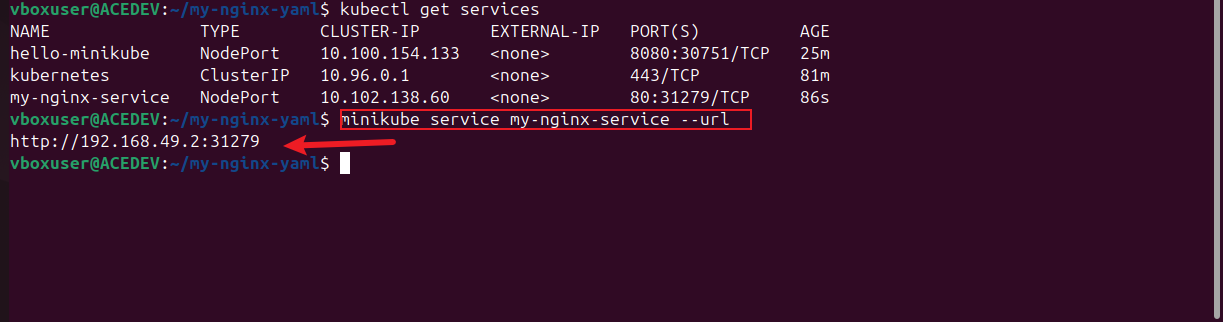 vboxuser@ACEDEV:~/my-nginx-yaml$ kubectl get services
NAME TYPE CLUSTER-IP EXTERNAL-IP PORT(S) AGE
hello-minikube NodePort 10.100.154.133 <none> 8080:30751/TCP 25m
kubernetes ClusterIP 10.96.0.1 <none> 443/TCP 81m
my-nginx-service NodePort 10.102.138.60 <none> 80:31279/TCP 86s
vboxuser@ACEDEV:~/my-nginx-yaml$ minikube service my-nginx-service --url
http://192.168.49.2:31279
vboxuser@ACEDEV:~/my-nginx-yaml$